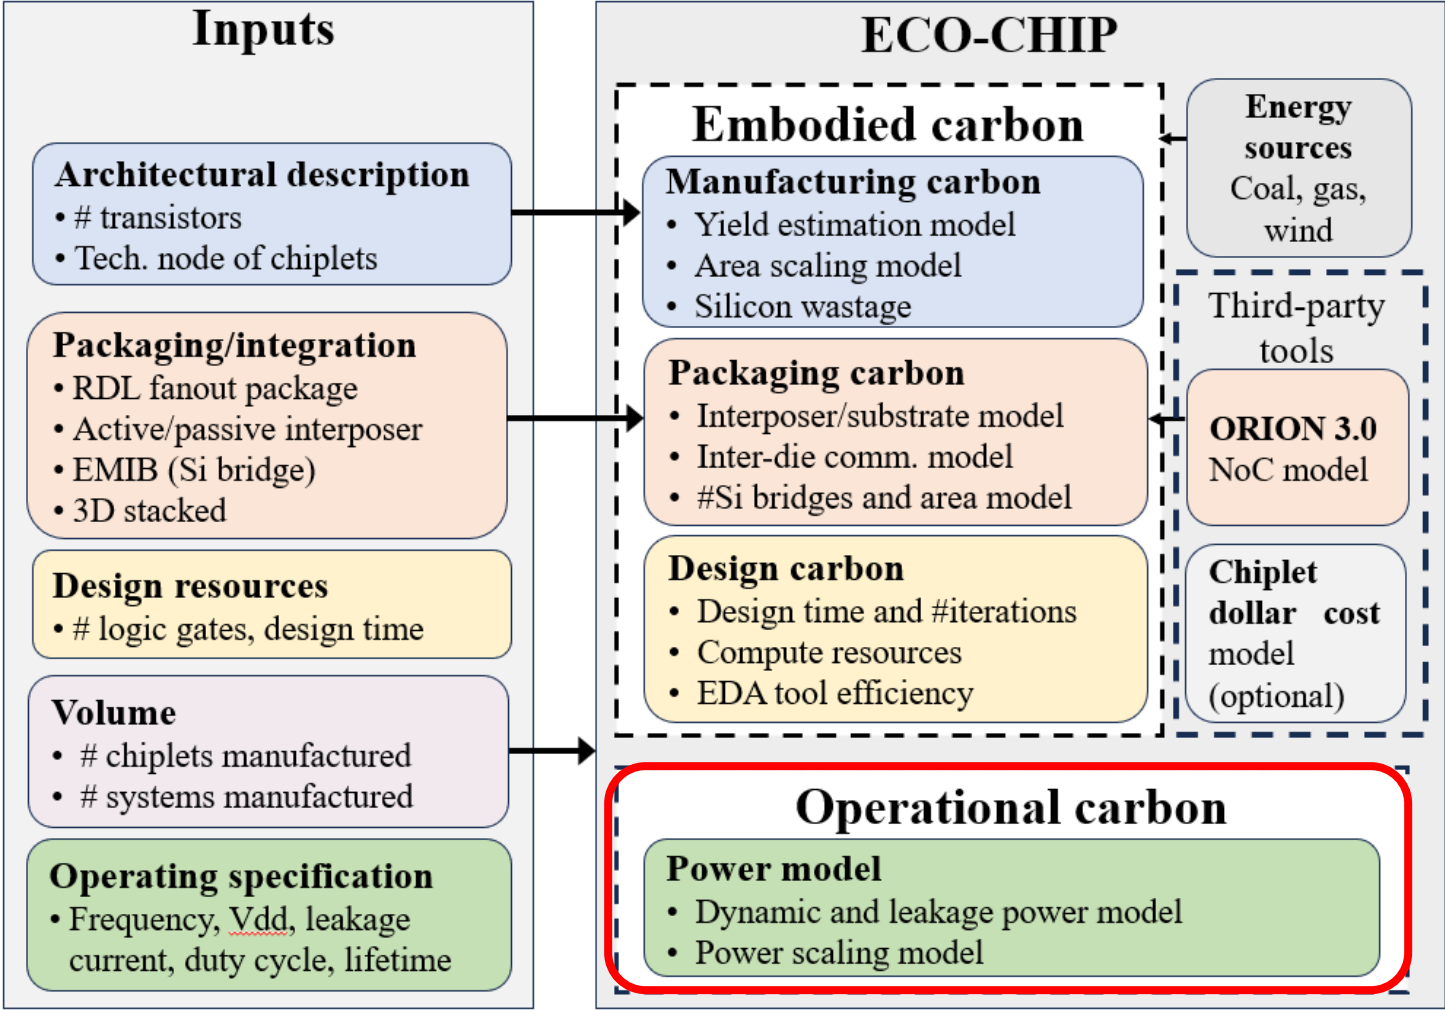 Inputs
Architectural description
• # transistors
• Tech. node of chiplets
Packaging/integration
• RDL fanout package
• Active/passive interposer
• EMIB (Si bridge)
• 3D stacked
Design resources
• # logic gates, design time
Volume
• # chiplets manufactured
• # systems manufactured
Operating specification
• Frequency, Vdd, leakage
current, duty cycle, lifetime
ECO-CHIP
Embodied carbon
Manufacturing carbon
• Yield estimation model
• Area scaling model
• Silicon wastage
Packaging carbon
• Interposer/substrate model
• Inter-die comm. model
• #Si bridges and area model
Design carbon
• Design time and #iterations
• Compute resources
• EDA tool efficiency
Energy
sources
Coal, gas,
wind
Third-party
tools
ORION 3.0
NoC model
Chiplet
dollar cost
model
(optional)
Operational carbon
Power model
• Dynamic and leakage power model
• Power scaling model